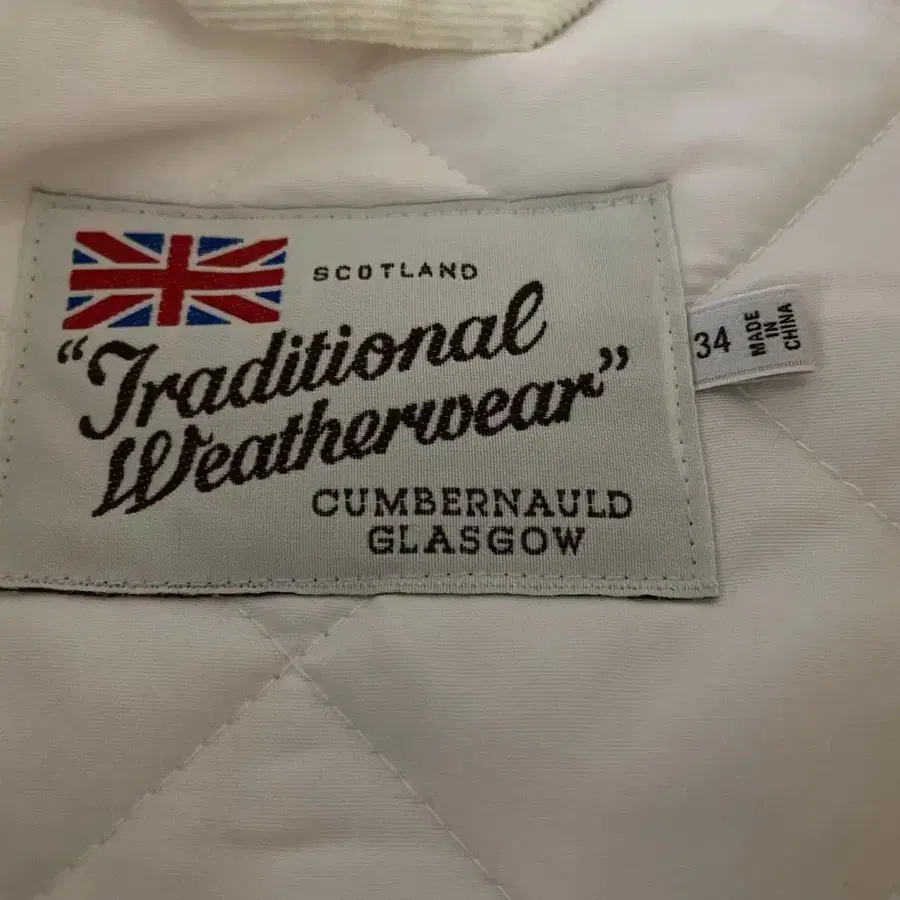 SCOTLAND
"Traditional
Weatherwear"
CUMBERNAULD
GLASGOW
34
MADE
IN
CHINA